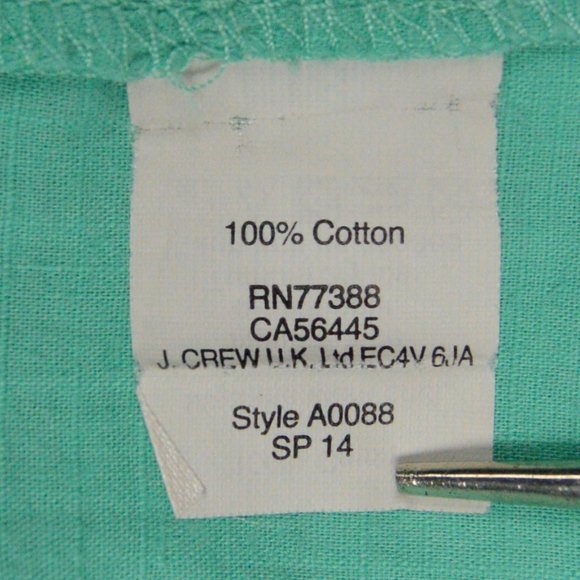 100% Cotton
RN77388
CA56445
J. CREW U.K. Ltd EC4V 6JA
Style A0088
SP 14